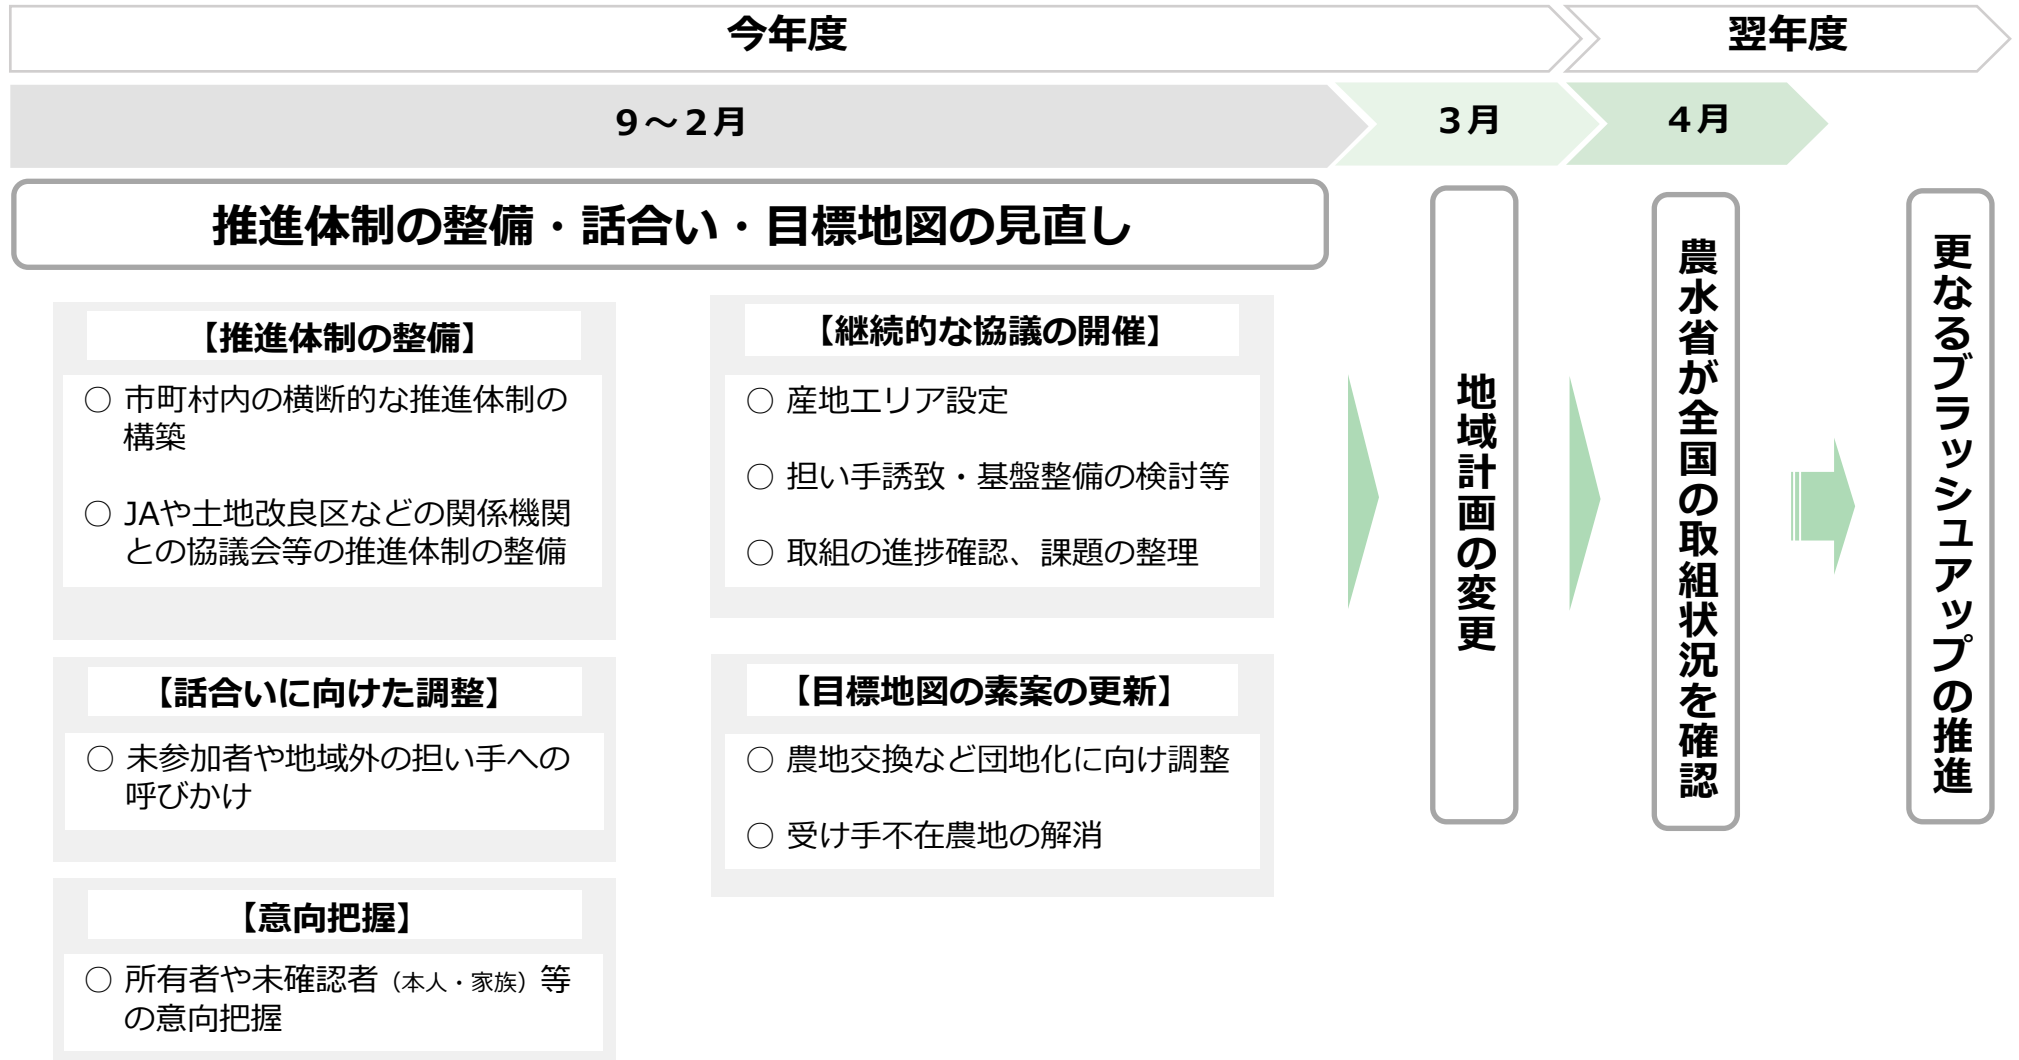 今年度
翌年度
9～2月
3月
4月
推進体制の整備・話合い・目標地図の見直し
【推進体制の整備】
○ 市町村内の横断的な推進体制の
構築
○ JAや土地改良区などの関係機関
との協議会等の推進体制の整備
【話合いに向けた調整】
○ 未参加者や地域外の担い手への
呼びかけ
【意向把握】
○ 所有者や未確認者（本人・家族）等
の意向把握
【継続的な協議の開催】
○ 産地エリア設定
○ 担い手誘致・基盤整備の検討等
○ 取組の進捗確認、課題の整理
【目標地図の素案の更新】
○ 農地交換など団地化に向け調整
○ 受け手不在農地の解消
地域計画の変更
農水省が全国の取組状況を確認
更なるブラッシュアップの推進